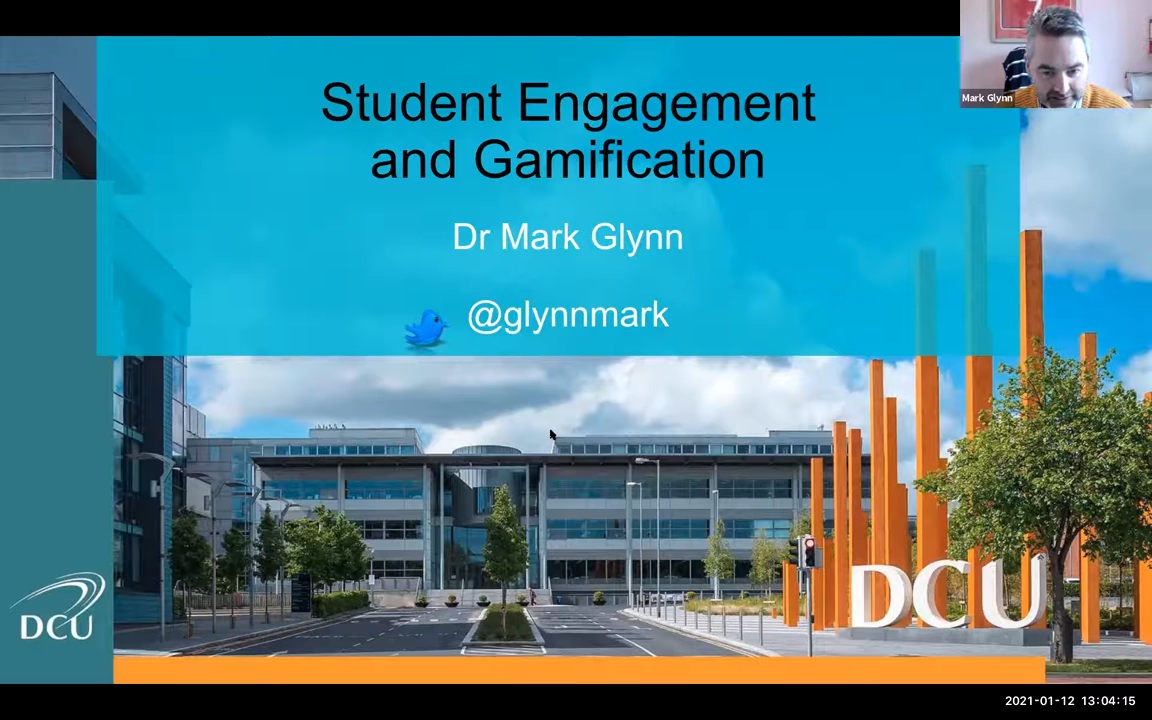 Student Engagement
and Gamification
Dr Mark Glynn
@glynnmark
Mark Glynn
DCU
DCU
2021-01-12 13:04:15